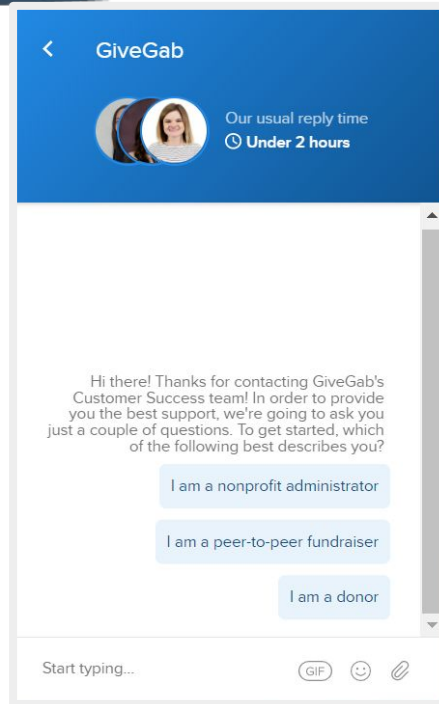 GiveGab
Our usual reply time
Under 2 hours
Hi there! Thanks for contacting GiveGab's
Customer Success team! In order to provide
you the best support, we're going to ask you
just a couple of questions. To get started, which
of the following best describes you?
I am a nonprofit administrator
I am a peer-to-peer fundraiser
I am a donor
Start typing...
GIF